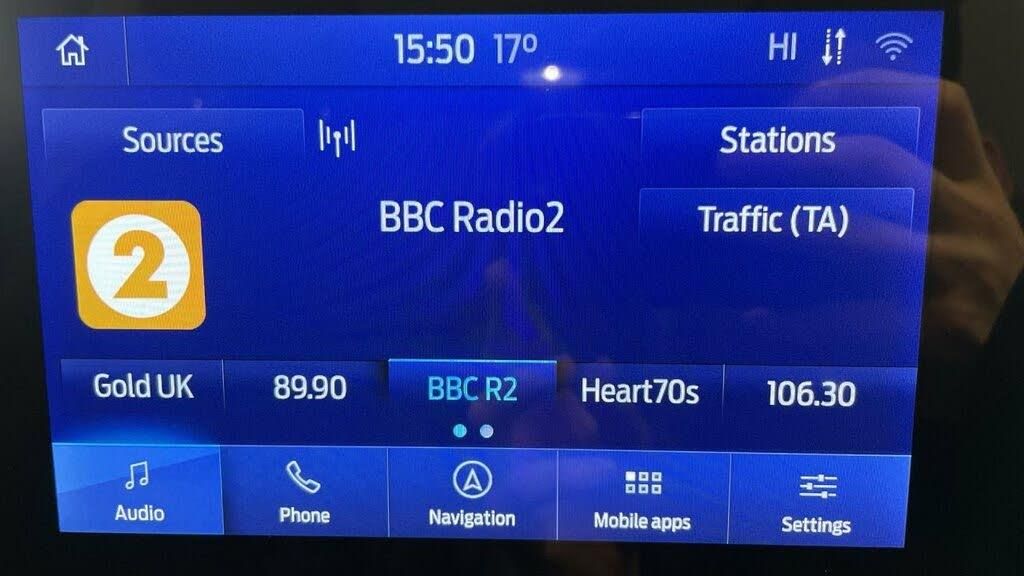 15:50 17º HI
Sources Stations
BBC Radio2 Traffic (TA)
2
Gold UK 89.90 BBC R2 Heart70s 106.30
Audio Phone Navigation Mobile apps Settings